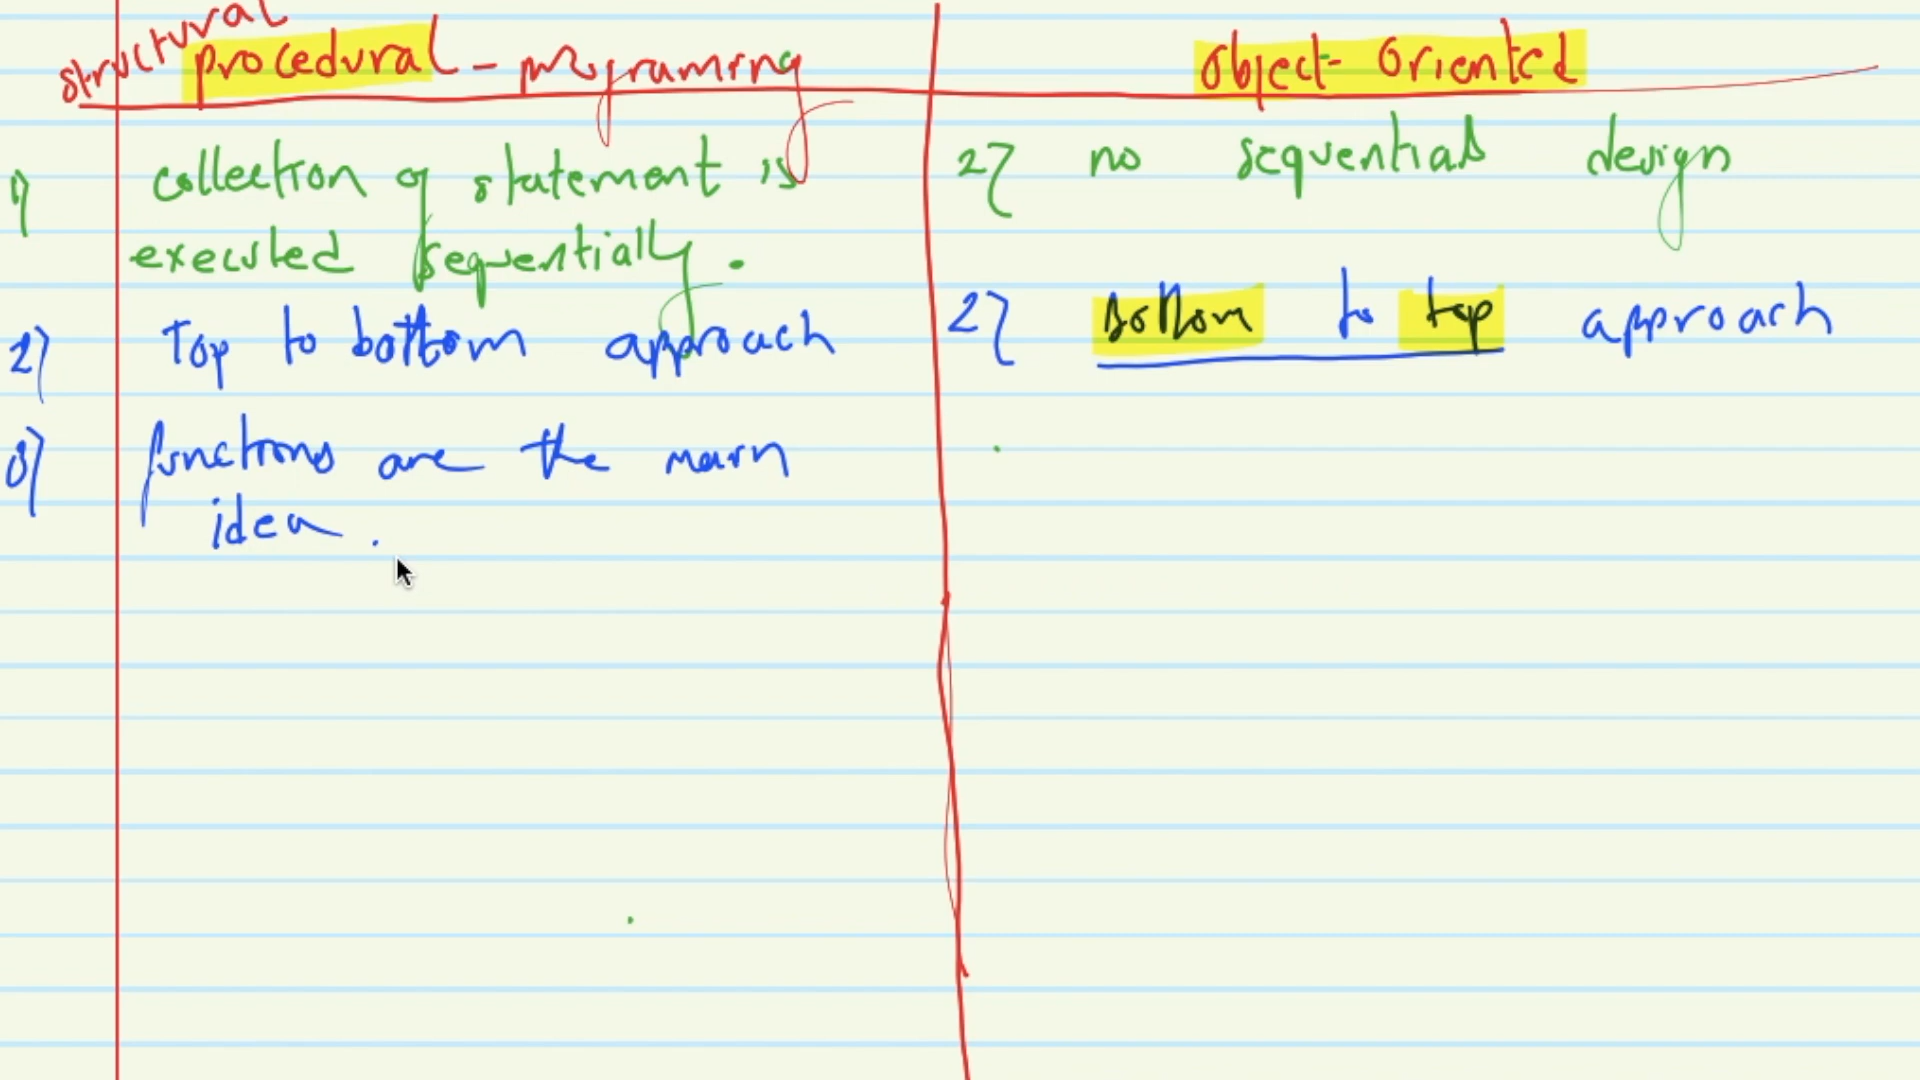 structural
procedural - programing
1) collection of statement is
executed sequentially.
2) Top to bottom approach
3) functions are the main
idea.
Object- Oriented
2} no sequential design
2} Bottom to top approach